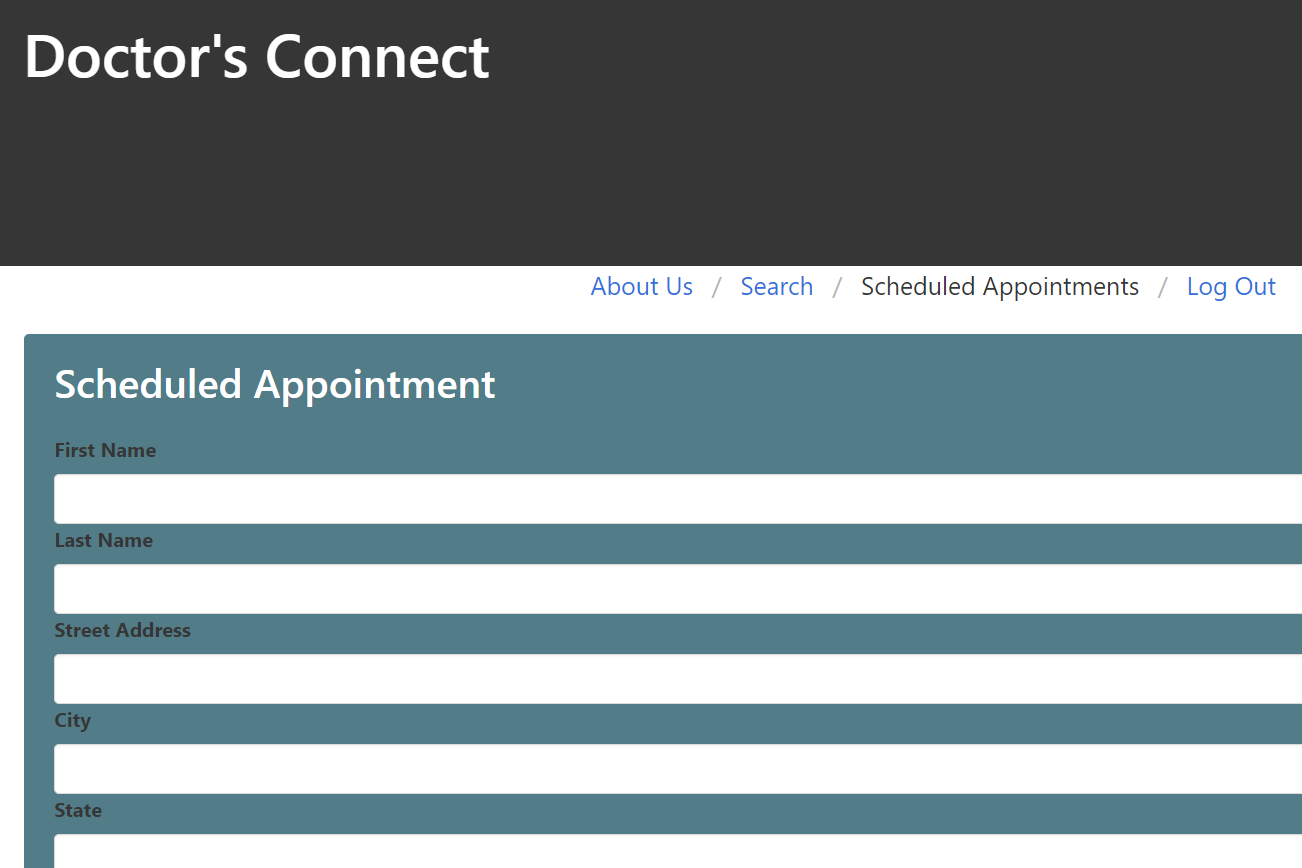 Doctor's Connect
About Us / Search / Scheduled Appointments / Log Out
Scheduled Appointment
First Name
Last Name
Street Address
City
State